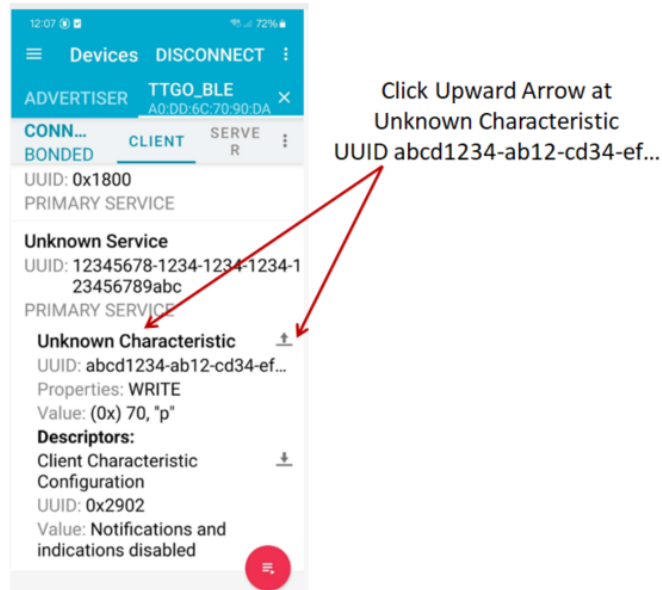 12:07 72%
Devices DISCONNECT
ADVERTISER TTGO_BLE
A0:DD:6C:70:90:DA
CONN...
BONDED
CLIENT
SERVE
R
UUID: 0x1800
PRIMARY SERVICE
Unknown Service
UUID: 12345678-1234-1234-1234-1
23456789abc
PRIMARY SERVICE
Unknown Characteristic
UUID: abcd1234-ab12-cd34-ef...
Properties: WRITE
Value: (0x) 70, "p"
Descriptors:
Client Characteristic
Configuration
UUID: 0x2902
Value: Notifications and
indications disabled
Click Upward Arrow at
Unknown Characteristic
UUID abcd1234-ab12-cd34-ef...